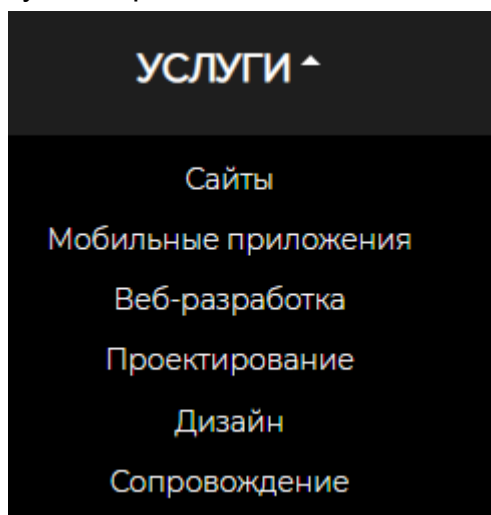 УСЛУГИ
Сайты
Мобильные приложения
Веб-разработка
Проектирование
Дизайн
Сопровождение